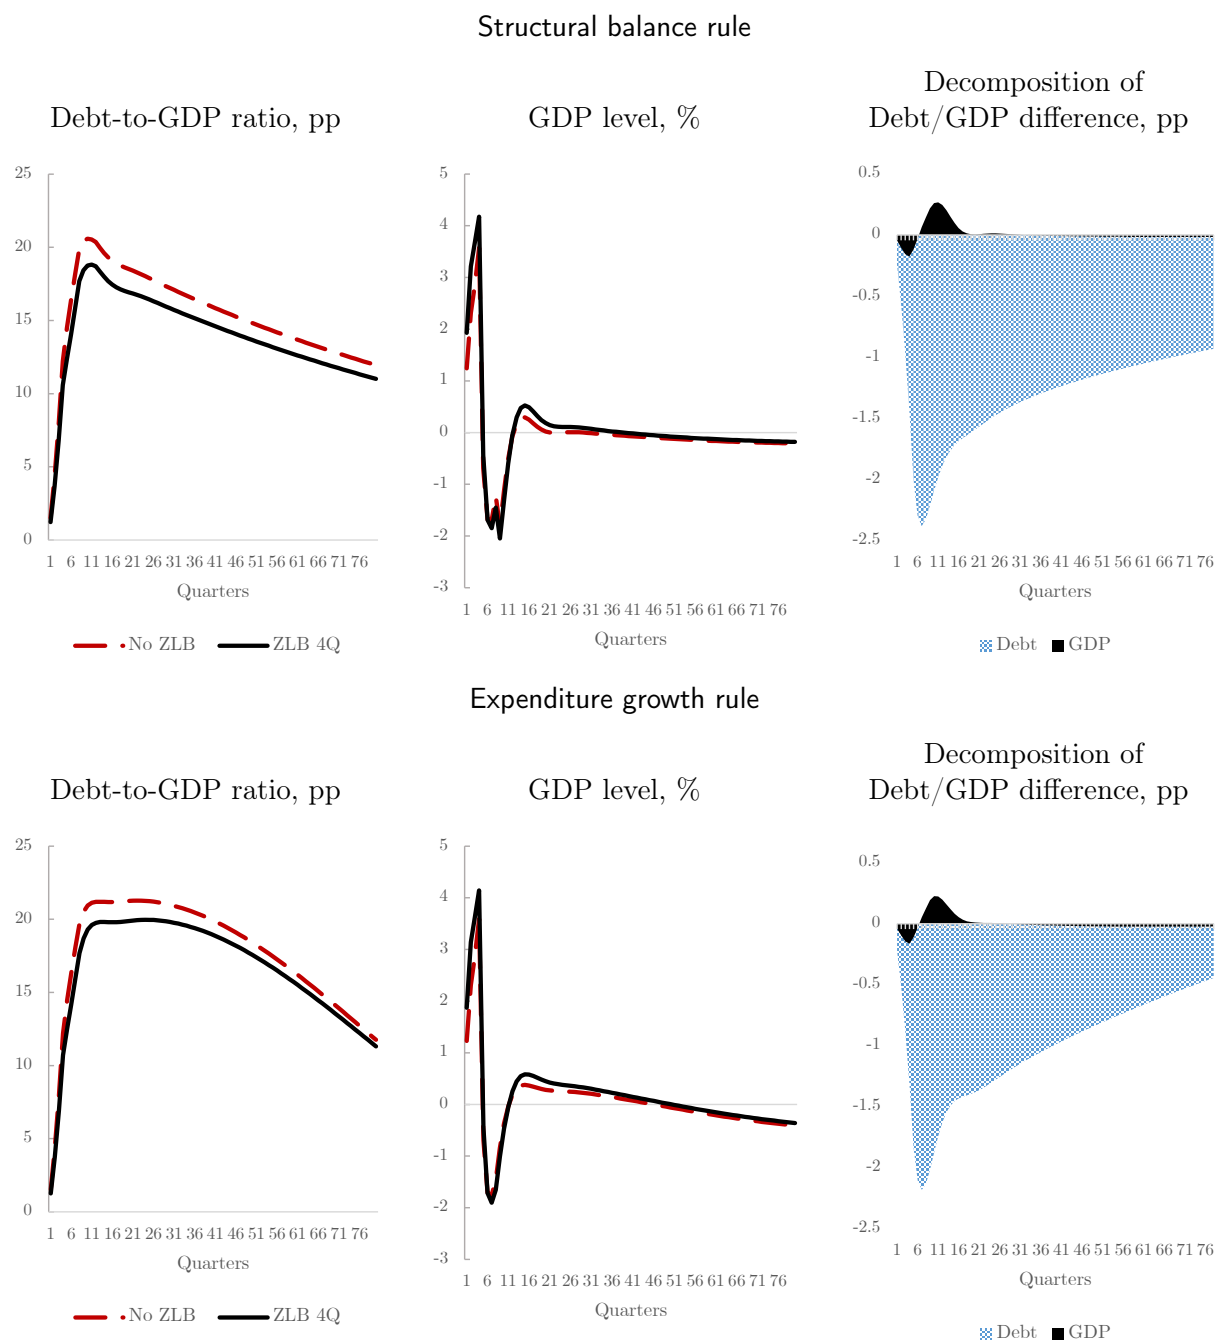 Structural balance rule
Debt-to-GDP ratio, pp
GDP level, %
Decomposition of
Debt/GDP difference, pp
25
20
15
10
5
0
1 6 11 16 21 26 31 36 41 46 51 56 61 66 71 76
Quarters
No ZLB ZLB 4Q
5
4
3
2
1
0
-1
-2
-3
1 6 11 16 21 26 31 36 41 46 51 56 61 66 71 76
Quarters
0.5
0
-0.5
-1
-1.5
-2
-2.5
1 6 11 16 21 26 31 36 41 46 51 56 61 66 71 76
Quarters
Debt GDP
Expenditure growth rule
Debt-to-GDP ratio, pp
GDP level, %
Decomposition of
Debt/GDP difference, pp
25
20
15
10
5
0
1 6 11 16 21 26 31 36 41 46 51 56 61 66 71 76
Quarters
No ZLB ZLB 4Q
5
4
3
2
1
0
-1
-2
-3
1 6 11 16 21 26 31 36 41 46 51 56 61 66 71 76
Quarters
0.5
0
-0.5
-1
-1.5
-2
-2.5
1 6 11 16 21 26 31 36 41 46 51 56 61 66 71 76
Quarters
Debt GDP